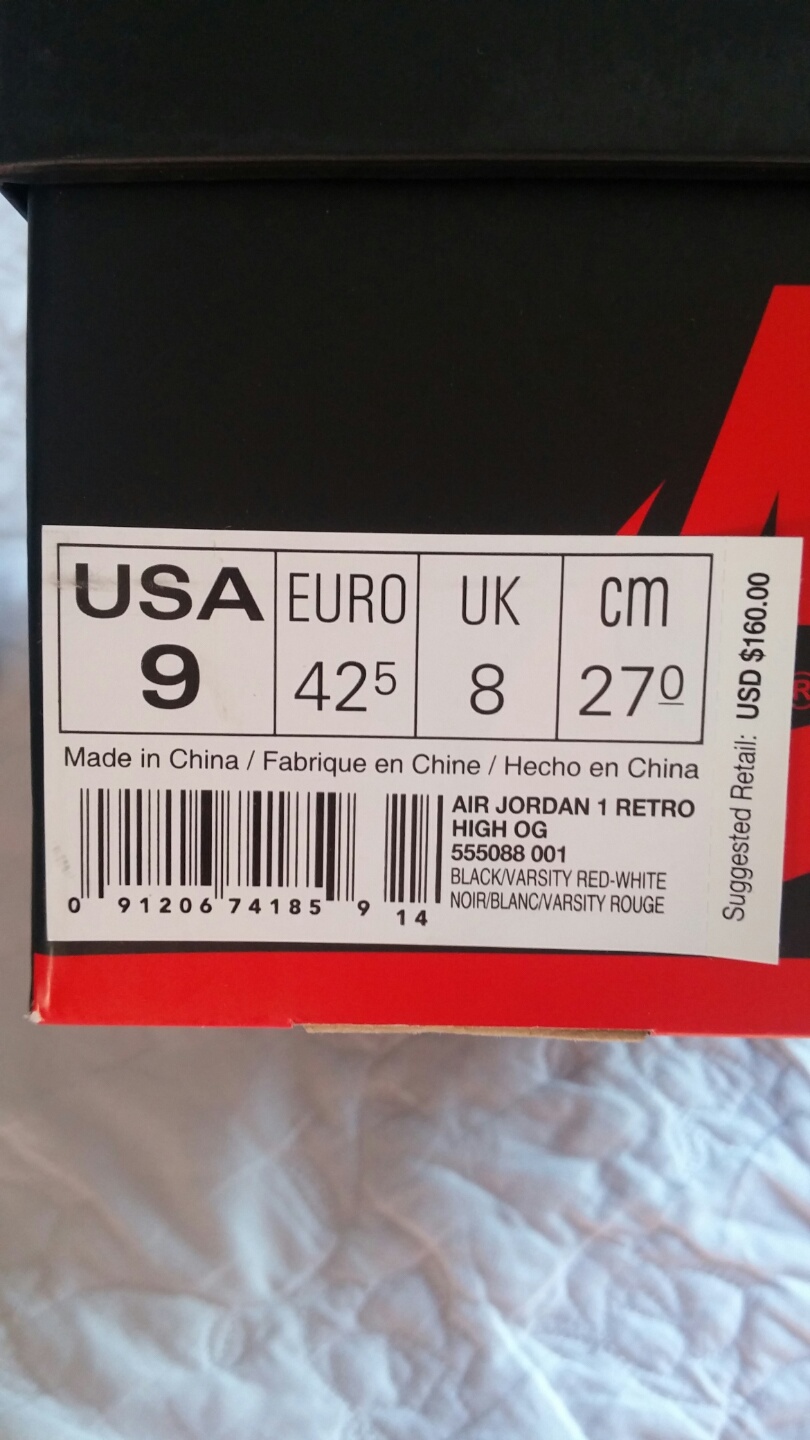 USA EURO UK cm
9 42⁵ 8 27⁰
Made in China / Fabrique en Chine / Hecho en China
AIR JORDAN 1 RETRO
HIGH OG
555088 001
BLACK/VARSITY RED-WHITE
NOIR/BLANC/VARSITY ROUGE
0 91206 74185 9 14
Suggested Retail: USD $160.00
®